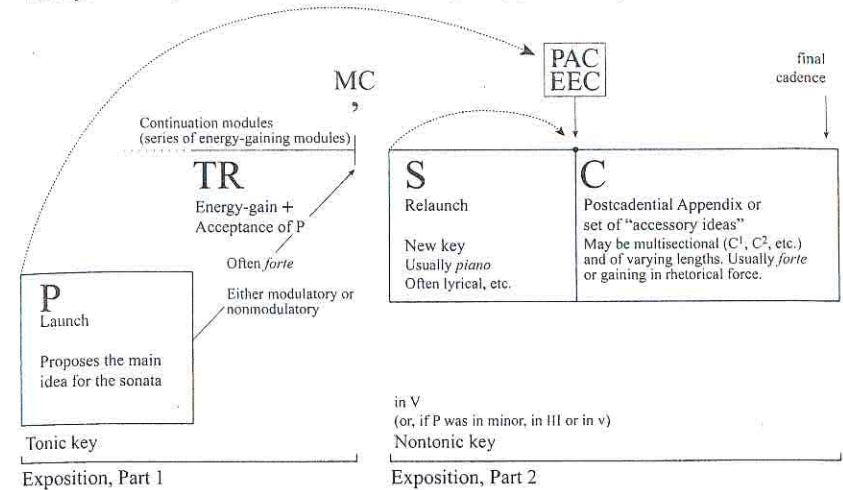 PAC
EEC
final
cadence
MC
,
Continuation modules
(series of energy-gaining modules)
TR
Energy-gain +
Acceptance of P
Often forte
Either modulatory or
nonmodulatory
P
Launch
Proposes the main
idea for the sonata
Tonic key
Exposition, Part 1
S
Relaunch
New key
Usually piano
Often lyrical, etc.
C
Postcadential Appendix or
set of "accessory ideas"
May be multisectional (C¹, C², etc.)
and of varying lengths. Usually forte
or gaining in rhetorical force.
in V
(or, if P was in minor, in III or in v)
Nontonic key
Exposition, Part 2